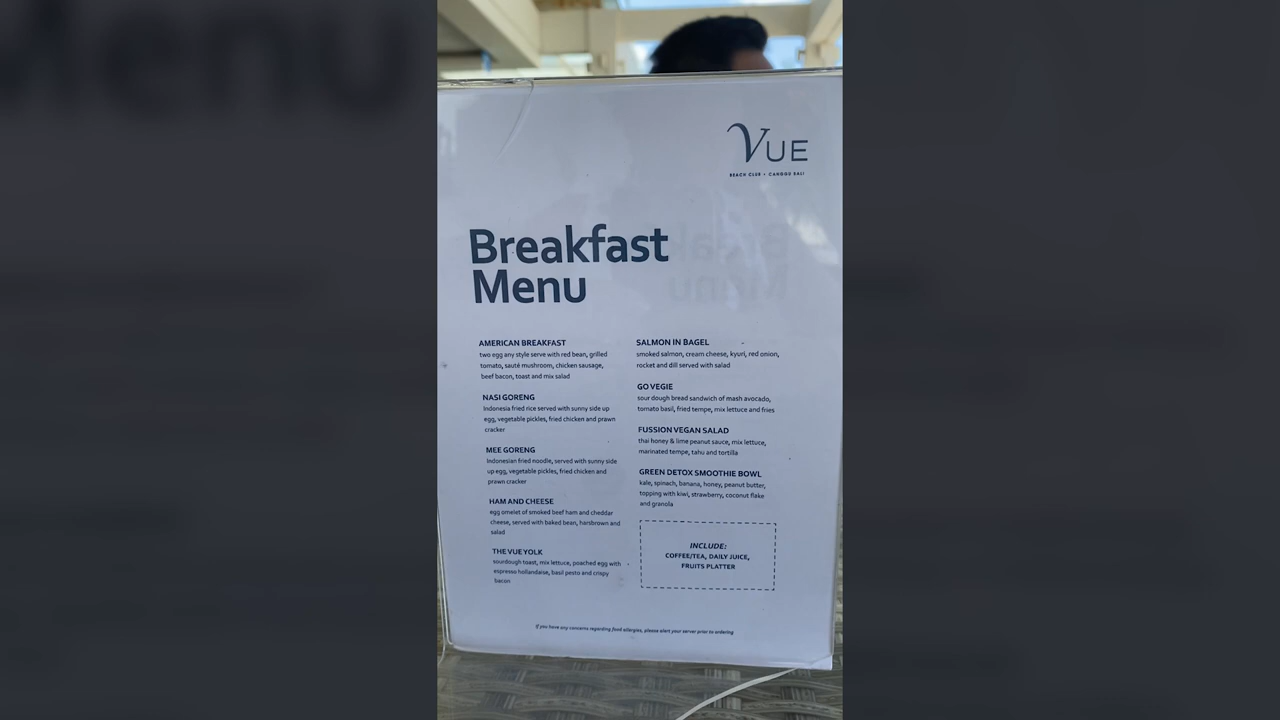 VUE
BEACH CLUB • CANGGU BALI
Breakfast
Menu
AMERICAN BREAKFAST
two egg any style serve with red bean, grilled
tomato, sauté mushroom, chicken sausage,
beef bacon, toast and mix salad
NASI GORENG
Indonesia fried rice served with sunny side up
egg, vegetable pickles, fried chicken and prawn
cracker
MEE GORENG
Indonesian fried noodle, served with sunny side
up egg, vegetable pickles, fried chicken and
prawn cracker
HAM AND CHEESE
egg omelet of smoked beef ham and cheddar
cheese, served with baked bean, harsbrown and
salad
THE VUE YOLK
sourdough toast, mix lettuce, poached egg with
espresso hollandaise, basil pesto and crispy
bacon
SALMON IN BAGEL
smoked salmon, cream cheese, kyuri, red onion,
rocket and dill served with salad
GO VEGIE
sour dough bread sandwich of mash avocado,
tomato basil, fried tempe, mix lettuce and fries
FUSSION VEGAN SALAD
thai honey & lime peanut sauce, mix lettuce,
marinated tempe, tahu and tortilla
GREEN DETOX SMOOTHIE BOWL
kale, spinach, banana, honey, peanut butter,
topping with kiwi, strawberry, coconut flake
and granola
INCLUDE:
COFFEE/TEA, DAILY JUICE,
FRUITS PLATTER
If you have any concerns regarding food allergies, please alert your server prior to ordering